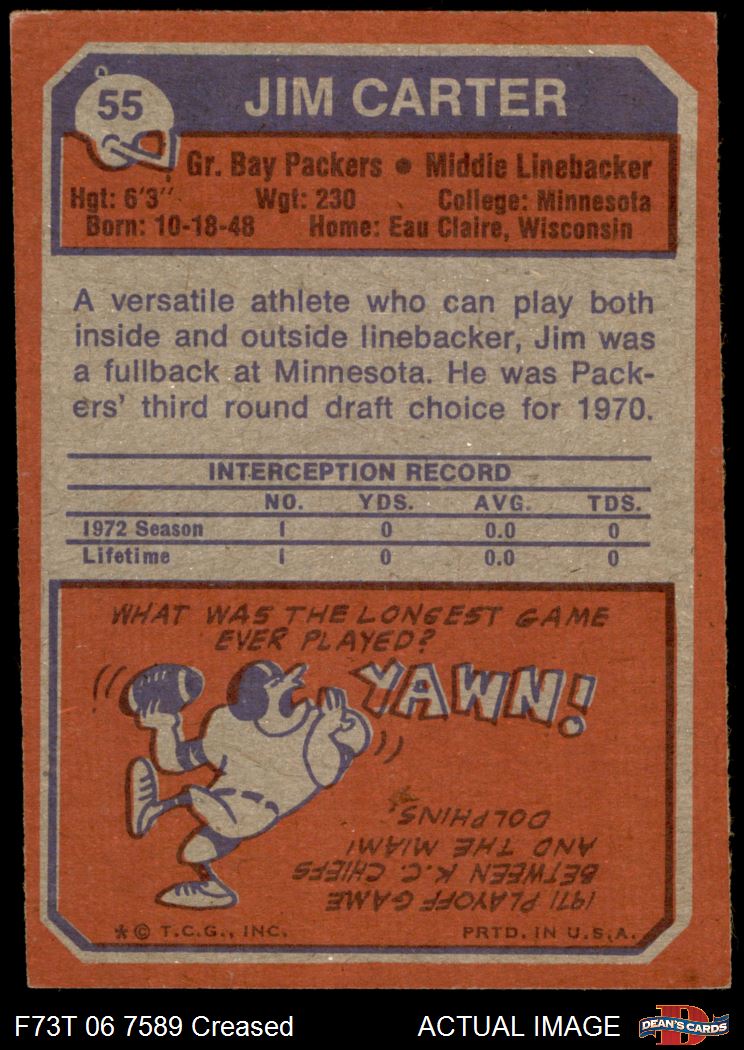 55
JIM CARTER
Gr. Bay Packers ● Middle Linebacker
Hgt: 6'3" Wgt: 230 College: Minnesota
Born: 10-18-48 Home: Eau Claire, Wisconsin
A versatile athlete who can play both
inside and outside linebacker, Jim was
a fullback at Minnesota. He was Pack-
ers' third round draft choice for 1970.
INTERCEPTION RECORD
NO. YDS. AVG. TDS.
1972 Season 1 0 0.0 0
Lifetime 1 0 0.0 0
WHAT WAS THE LONGEST GAME
EVER PLAYED?
YAWN!
1971 PLAYOFF GAME
BETWEEN K.C. CHIEFS
AND THE MIAMI
DOLPHINS.
* © T.C.G., INC. PRTD. IN U.S.A.
F73T 06 7589 Creased ACTUAL IMAGE
D
DEAN'S CARDS